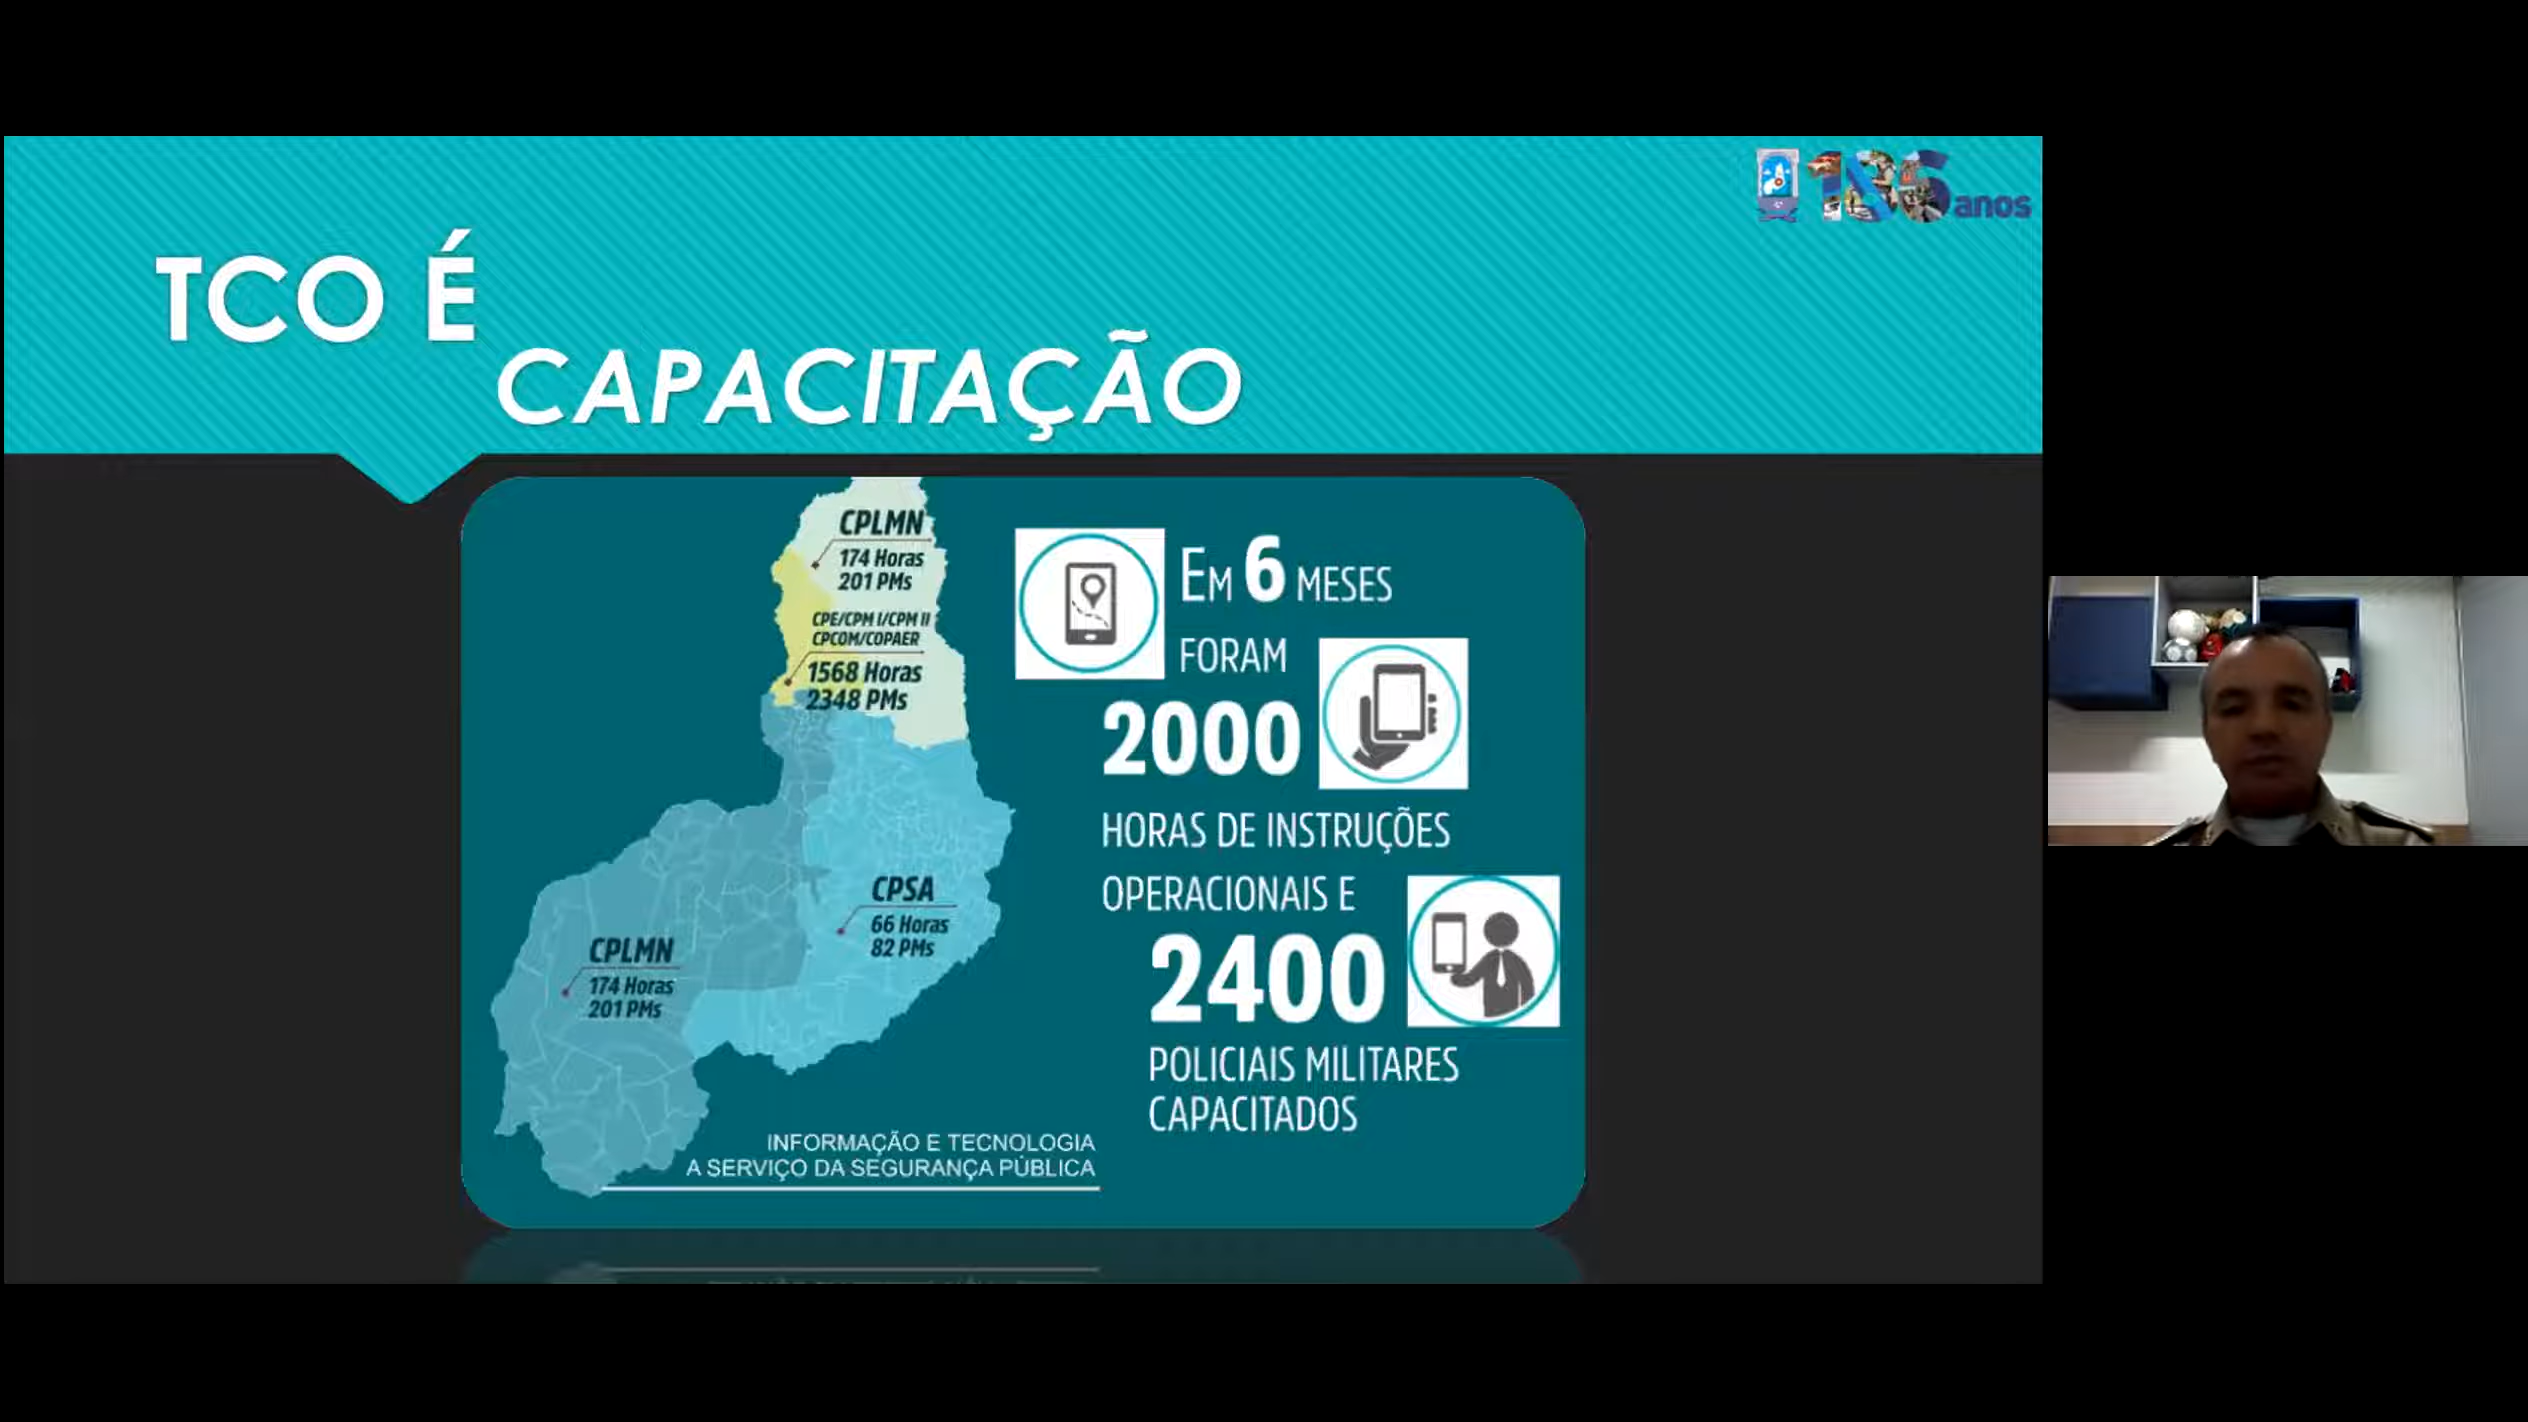 186anos
TCO É
CAPACITAÇÃO
CPLMN
174 Horas
201 PMs
CPE/CPM I/CPM II
CPCOM/COPAER
1568 Horas
2348 PMs
CPSA
66 Horas
82 PMs
CPLMN
174 Horas
201 PMs
EM 6 MESES
FORAM
2000
HORAS DE INSTRUÇÕES
OPERACIONAIS E
2400
POLICIAIS MILITARES
CAPACITADOS
INFORMAÇÃO E TECNOLOGIA
A SERVIÇO DA SEGURANÇA PÚBLICA